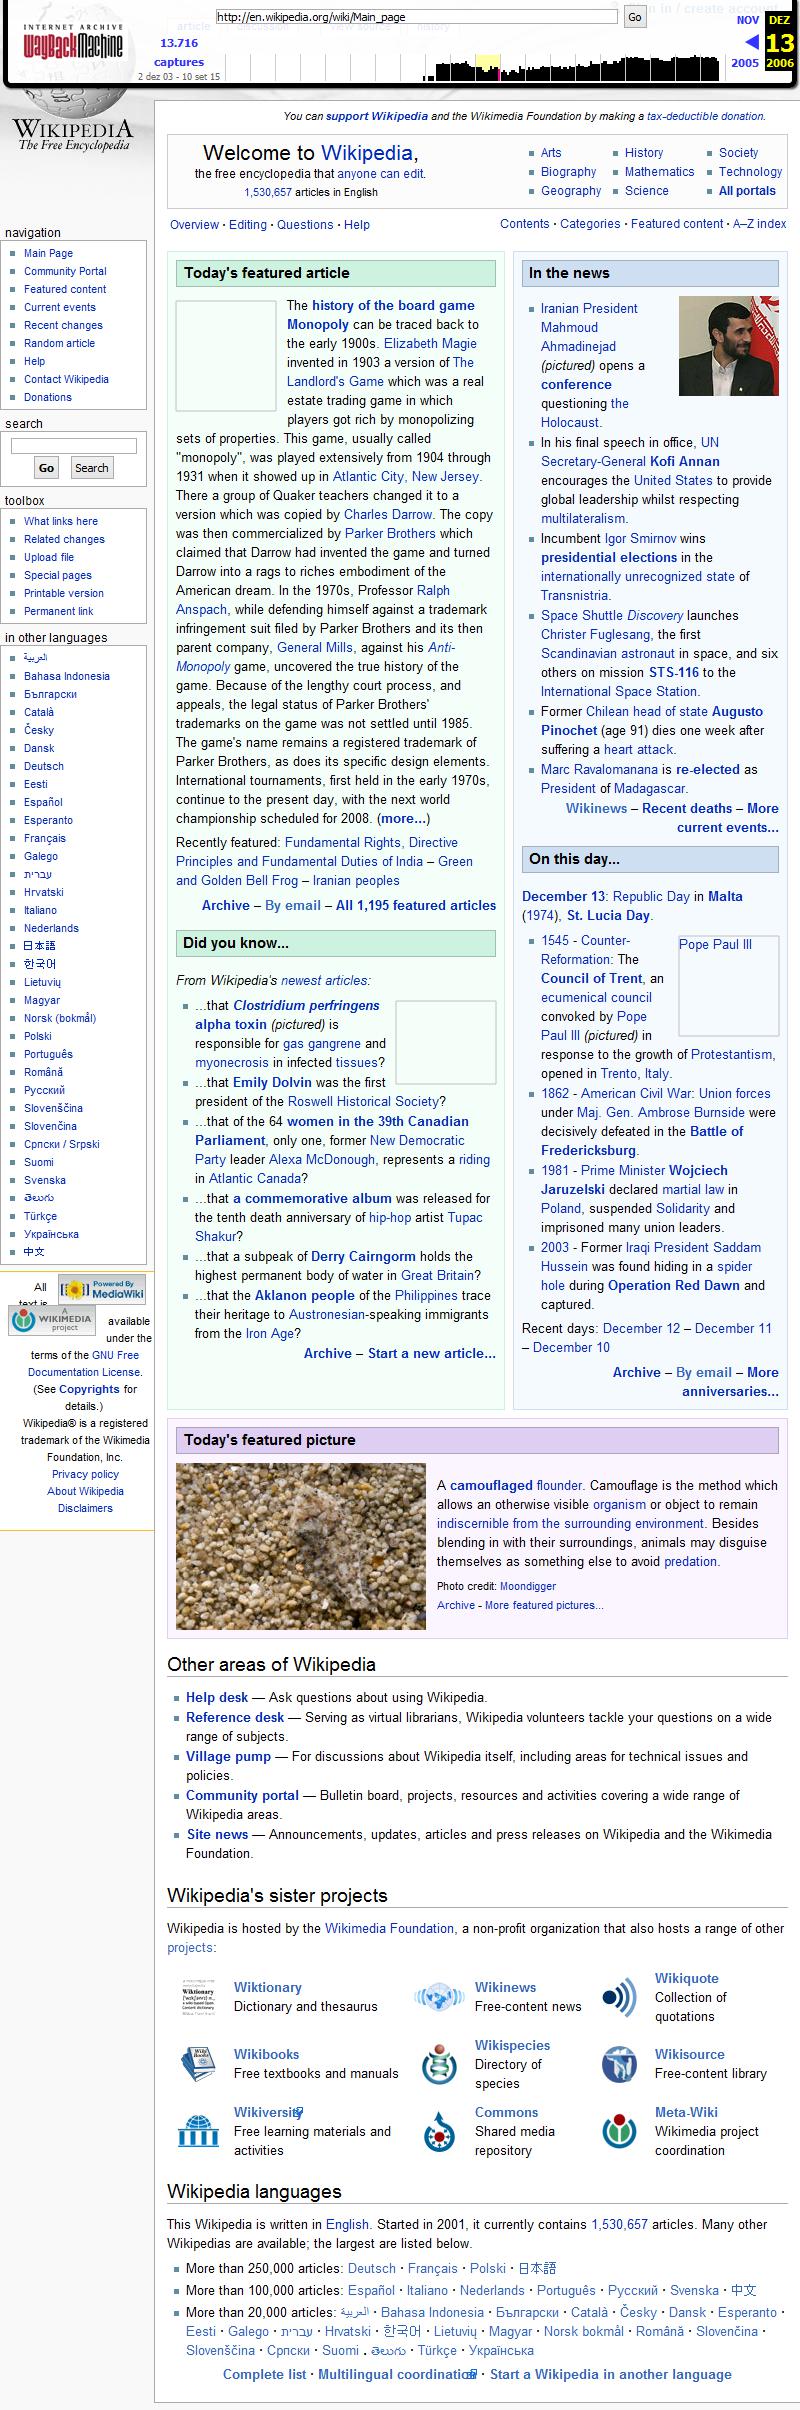 INTERNET ARCHIVE
WayBackMachine
http://en.wikipedia.org/wiki/Main_page
Go
13.716
captures
2 dez 03 - 10 set 15
NOV
DEZ
13
2005
2006
WIKIPEDIA
The Free Encyclopedia
You can support Wikipedia and the Wikimedia Foundation by making a tax-deductible donation.
Welcome to Wikipedia,
the free encyclopedia that anyone can edit.
1,530,657 articles in English
Arts
History
Society
Biography
Mathematics
Technology
Geography
Science
All portals
Overview · Editing · Questions · Help
Contents · Categories · Featured content · A–Z index
navigation
Main Page
Community Portal
Featured content
Current events
Recent changes
Random article
Help
Contact Wikipedia
Donations
search
Go
Search
toolbox
What links here
Related changes
Upload file
Special pages
Printable version
Permanent link
in other languages
العربية
Bahasa Indonesia
Български
Català
Česky
Dansk
Deutsch
Eesti
Español
Esperanto
Français
Galego
עברית
Hrvatski
Italiano
Nederlands
日本語
한국어
Lietuvių
Magyar
Norsk (bokmål)
Polski
Português
Română
Русский
Slovenščina
Slovenčina
Српски / Srpski
Suomi
Svenska
తెలుగు
Türkçe
Українська
中文
All
text is
Powered By
MediaWiki
A
WIKIMEDIA
project
available
under the
terms of the GNU Free
Documentation License.
(See Copyrights for
details.)
Wikipedia® is a registered
trademark of the Wikimedia
Foundation, Inc.
Privacy policy
About Wikipedia
Disclaimers
Today's featured article
The history of the board game
Monopoly can be traced back to
the early 1900s. Elizabeth Magie
invented in 1903 a version of The
Landlord's Game which was a real
estate trading game in which
players got rich by monopolizing
sets of properties. This game, usually called
"monopoly", was played extensively from 1904 through
1931 when it showed up in Atlantic City, New Jersey.
There a group of Quaker teachers changed it to a
version which was copied by Charles Darrow. The copy
was then commercialized by Parker Brothers which
claimed that Darrow had invented the game and turned
Darrow into a rags to riches embodiment of the
American dream. In the 1970s, Professor Ralph
Anspach, while defending himself against a trademark
infringement suit filed by Parker Brothers and its then
parent company, General Mills, against his Anti-
Monopoly game, uncovered the true history of the
game. Because of the lengthy court process, and
appeals, the legal status of Parker Brothers'
trademarks on the game was not settled until 1985.
The game's name remains a registered trademark of
Parker Brothers, as does its specific design elements.
International tournaments, first held in the early 1970s,
continue to the present day, with the next world
championship scheduled for 2008. (more...)
Recently featured: Fundamental Rights, Directive
Principles and Fundamental Duties of India – Green
and Golden Bell Frog – Iranian peoples
Archive – By email – All 1,195 featured articles
Did you know...
From Wikipedia's newest articles:
...that Clostridium perfringens
alpha toxin (pictured) is
responsible for gas gangrene and
myonecrosis in infected tissues?
...that Emily Dolvin was the first
president of the Roswell Historical Society?
...that of the 64 women in the 39th Canadian
Parliament, only one, former New Democratic
Party leader Alexa McDonough, represents a riding
in Atlantic Canada?
...that a commemorative album was released for
the tenth death anniversary of hip-hop artist Tupac
Shakur?
...that a subpeak of Derry Cairngorm holds the
highest permanent body of water in Great Britain?
...that the Aklanon people of the Philippines trace
their heritage to Austronesian-speaking immigrants
from the Iron Age?
Archive – Start a new article...
In the news
Iranian President
Mahmoud
Ahmadinejad
(pictured) opens a
conference
questioning the
Holocaust.
In his final speech in office, UN
Secretary-General Kofi Annan
encourages the United States to provide
global leadership whilst respecting
multilateralism.
Incumbent Igor Smirnov wins
presidential elections in the
internationally unrecognized state of
Transnistria.
Space Shuttle Discovery launches
Christer Fuglesang, the first
Scandinavian astronaut in space, and six
others on mission STS-116 to the
International Space Station.
Former Chilean head of state Augusto
Pinochet (age 91) dies one week after
suffering a heart attack.
Marc Ravalomanana is re-elected as
President of Madagascar.
Wikinews – Recent deaths – More
current events...
On this day...
December 13: Republic Day in Malta
(1974), St. Lucia Day.
Pope Paul III
1545 - Counter-
Reformation: The
Council of Trent, an
ecumenical council
convoked by Pope
Paul III (pictured) in
response to the growth of Protestantism,
opened in Trento, Italy.
1862 - American Civil War: Union forces
under Maj. Gen. Ambrose Burnside were
decisively defeated in the Battle of
Fredericksburg.
1981 - Prime Minister Wojciech
Jaruzelski declared martial law in
Poland, suspended Solidarity and
imprisoned many union leaders.
2003 - Former Iraqi President Saddam
Hussein was found hiding in a spider
hole during Operation Red Dawn and
captured.
Recent days: December 12 – December 11
– December 10
Archive – By email – More
anniversaries...
Today's featured picture
A camouflaged flounder. Camouflage is the method which
allows an otherwise visible organism or object to remain
indiscernible from the surrounding environment. Besides
blending in with their surroundings, animals may disguise
themselves as something else to avoid predation.
Photo credit: Moondigger
Archive - More featured pictures...
Other areas of Wikipedia
Help desk — Ask questions about using Wikipedia.
Reference desk — Serving as virtual librarians, Wikipedia volunteers tackle your questions on a wide
range of subjects.
Village pump — For discussions about Wikipedia itself, including areas for technical issues and
policies.
Community portal — Bulletin board, projects, resources and activities covering a wide range of
Wikipedia areas.
Site news — Announcements, updates, articles and press releases on Wikipedia and the Wikimedia
Foundation.
Wikipedia's sister projects
Wikipedia is hosted by the Wikimedia Foundation, a non-profit organization that also hosts a range of other
projects:
Wiktionary
Dictionary and thesaurus
Wikinews
Free-content news
Wikiquote
Collection of
quotations
Wikibooks
Free textbooks and manuals
Wikispecies
Directory of
species
Wikisource
Free-content library
Wikiversity
Free learning materials and
activities
Commons
Shared media
repository
Meta-Wiki
Wikimedia project
coordination
Wikipedia languages
This Wikipedia is written in English. Started in 2001, it currently contains 1,530,657 articles. Many other
Wikipedias are available; the largest are listed below.
More than 250,000 articles: Deutsch · Français · Polski · 日本語
More than 100,000 articles: Español · Italiano · Nederlands · Português · Русский · Svenska · 中文
More than 20,000 articles: العربية · Bahasa Indonesia · Български · Català · Česky · Dansk · Esperanto ·
Eesti · Galego · עברית · Hrvatski · 한국어 · Lietuvių · Magyar · Norsk bokmål · Română · Slovenčina ·
Slovenščina · Српски · Suomi . తెలుగు · Türkçe · Українська
Complete list · Multilingual coordination · Start a Wikipedia in another language